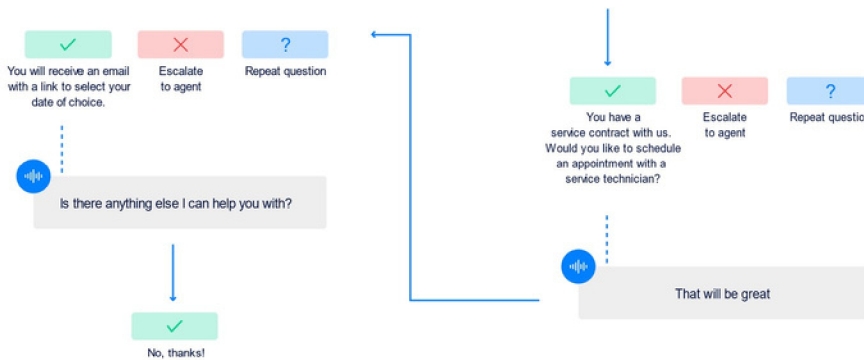 ✓
✕
?
You will receive an email
with a link to select your
date of choice.
Escalate
to agent
Repeat question
Is there anything else I can help you with?
✓
No, thanks!
✓
✕
?
You have a
service contract with us.
Would you like to schedule
an appointment with a
service technician?
Escalate
to agent
Repeat questio
That will be great